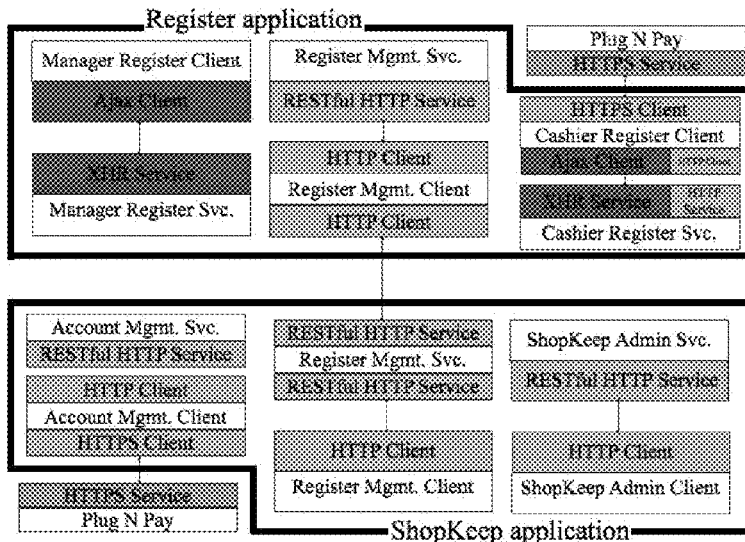 Register application
Manager Register Client
Ajax Client
XHR Service
Manager Register Svc.
Register Mgmt. Svc.
RESTful HTTP Service
HTTP Client
Register Mgmt. Client
HTTP Client
Plug N Pay
HTTPS Service
HTTPS Client
Cashier Register Client
Ajax Client
HTTP Client
XHR Service
HTTP
Service
Cashier Register Svc.
Account Mgmt. Svc.
RESTful HTTP Service
HTTP Client
Account Mgmt. Client
HTTPS Client
HTTPS Service
Plug N Pay
RESTful HTTP Service
Register Mgmt. Svc.
RESTful HTTP Service
HTTP Client
Register Mgmt. Client
ShopKeep Admin Svc.
RESTful HTTP Service
HTTP Client
ShopKeep Admin Client
ShopKeep application